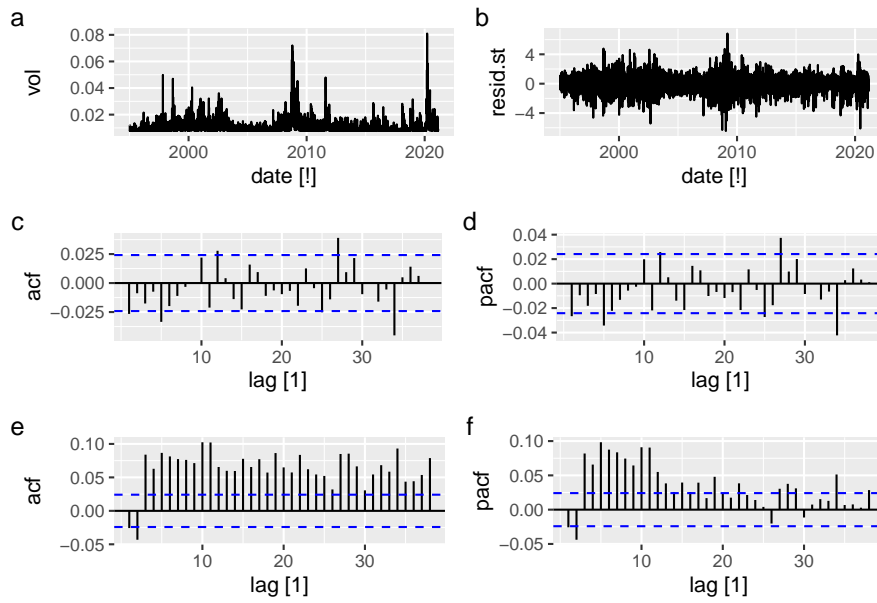 a
0.08
0.06
0.04
0.02
vol
2000
2010
2020
date [!]
b
4
0
−4
resid.st
2000
2010
2020
date [!]
c
0.025
0.000
−0.025
acf
10
20
30
lag [1]
d
0.04
0.02
0.00
−0.02
−0.04
pacf
10
20
30
lag [1]
e
0.10
0.05
0.00
−0.05
acf
10
20
30
lag [1]
f
0.10
0.05
0.00
−0.05
pacf
10
20
30
lag [1]